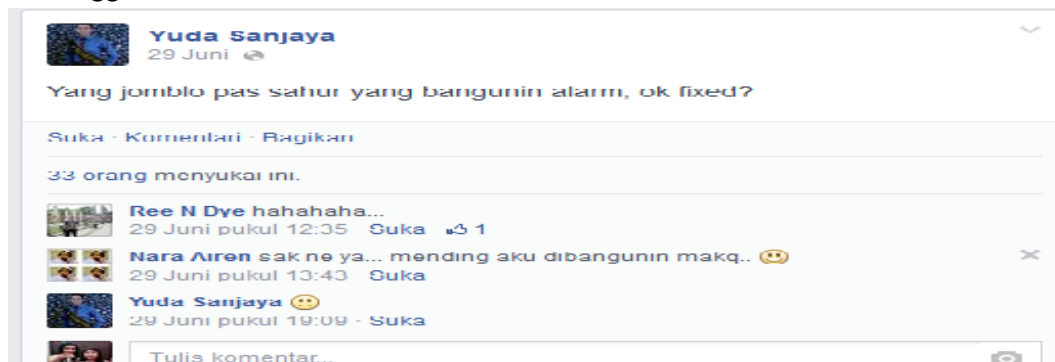 Yuda Sanjaya
29 Juni
Yang jomblo pas sahur yang bangunin alarm, ok fixed?
Suka · Komentari · Bagikan
33 orang menyukai ini.
Ree N Dye hahahaha...
29 Juni pukul 12:35 Suka 1
Nara Airen sak ne ya... mending aku dibangunin makq..
29 Juni pukul 13:43 Suka
Yuda Sanjaya
29 Juni pukul 19:09 · Suka
Tulis komentar...